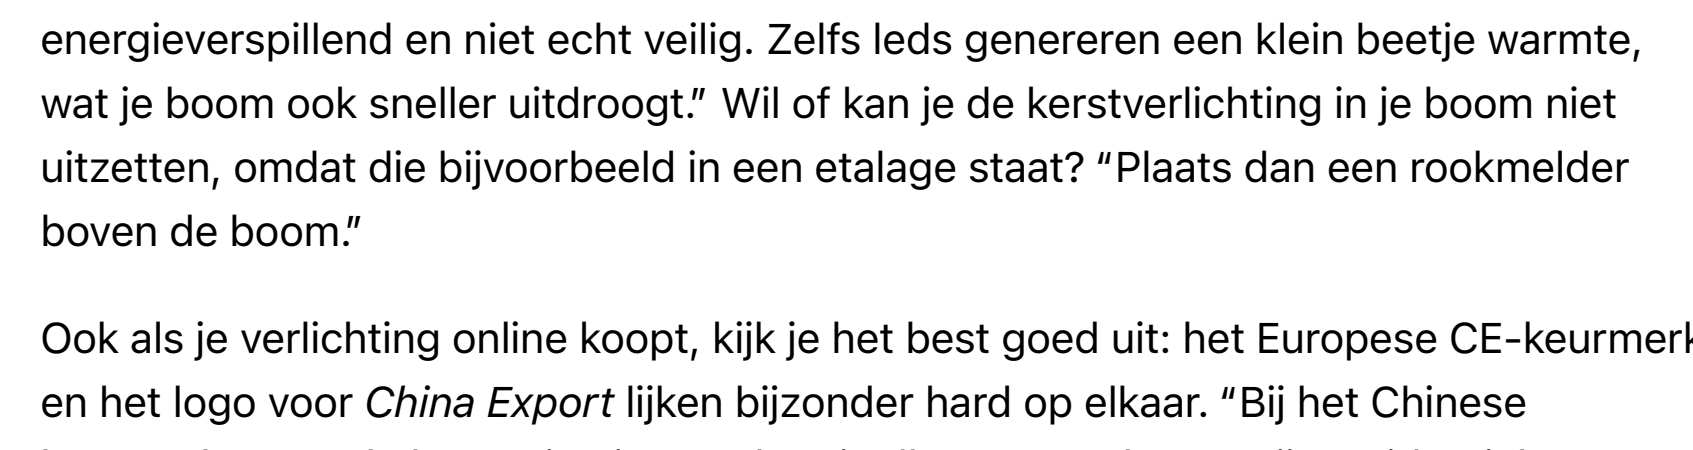 energieverspillend en niet echt veilig. Zelfs leds genereren een klein beetje warmte,
wat je boom ook sneller uitdroogt.” Wil of kan je de kerstverlichting in je boom niet
uitzetten, omdat die bijvoorbeeld in een etalage staat? “Plaats dan een rookmelder
boven de boom.”
Ook als je verlichting online koopt, kijk je het best goed uit: het Europese CE-keurmerk
en het logo voor China Export lijken bijzonder hard op elkaar. “Bij het Chinese